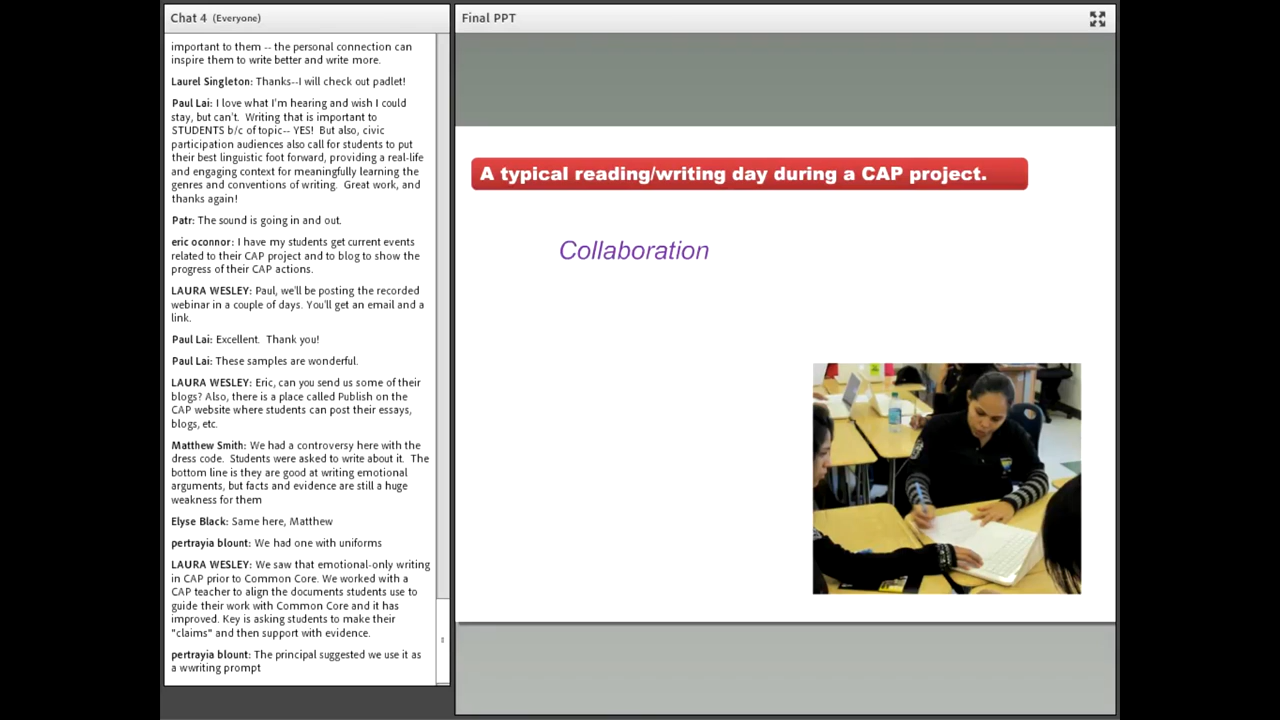 Chat 4 (Everyone)
important to them -- the personal connection can
inspire them to write better and write more.
Laurel Singleton: Thanks--I will check out padlet!
Paul Lai: I love what I'm hearing and wish I could
stay, but can't. Writing that is important to
STUDENTS b/c of topic-- YES! But also, civic
participation audiences also call for students to put
their best linguistic foot forward, providing a real-life
and engaging context for meaningfully learning the
genres and conventions of writing. Great work, and
thanks again!
Patr: The sound is going in and out.
eric oconnor: I have my students get current events
related to their CAP project and to blog to show the
progress of their CAP actions.
LAURA WESLEY: Paul, we'll be posting the recorded
webinar in a couple of days. You'll get an email and a
link.
Paul Lai: Excellent. Thank you!
Paul Lai: These samples are wonderful.
LAURA WESLEY: Eric, can you send us some of their
blogs? Also, there is a place called Publish on the
CAP website where students can post their essays,
blogs, etc.
Matthew Smith: We had a controversy here with the
dress code. Students were asked to write about it. The
bottom line is they are good at writing emotional
arguments, but facts and evidence are still a huge
weakness for them
Elyse Black: Same here, Matthew
pertrayia blount: We had one with uniforms
LAURA WESLEY: We saw that emotional-only writing
in CAP prior to Common Core. We worked with a
CAP teacher to align the documents students use to
guide their work with Common Core and it has
improved. Key is asking students to make their
"claims" and then support with evidence.
pertrayia blount: The principal suggested we use it as
a wwriting prompt
Final PPT
A typical reading/writing day during a CAP project.
Collaboration